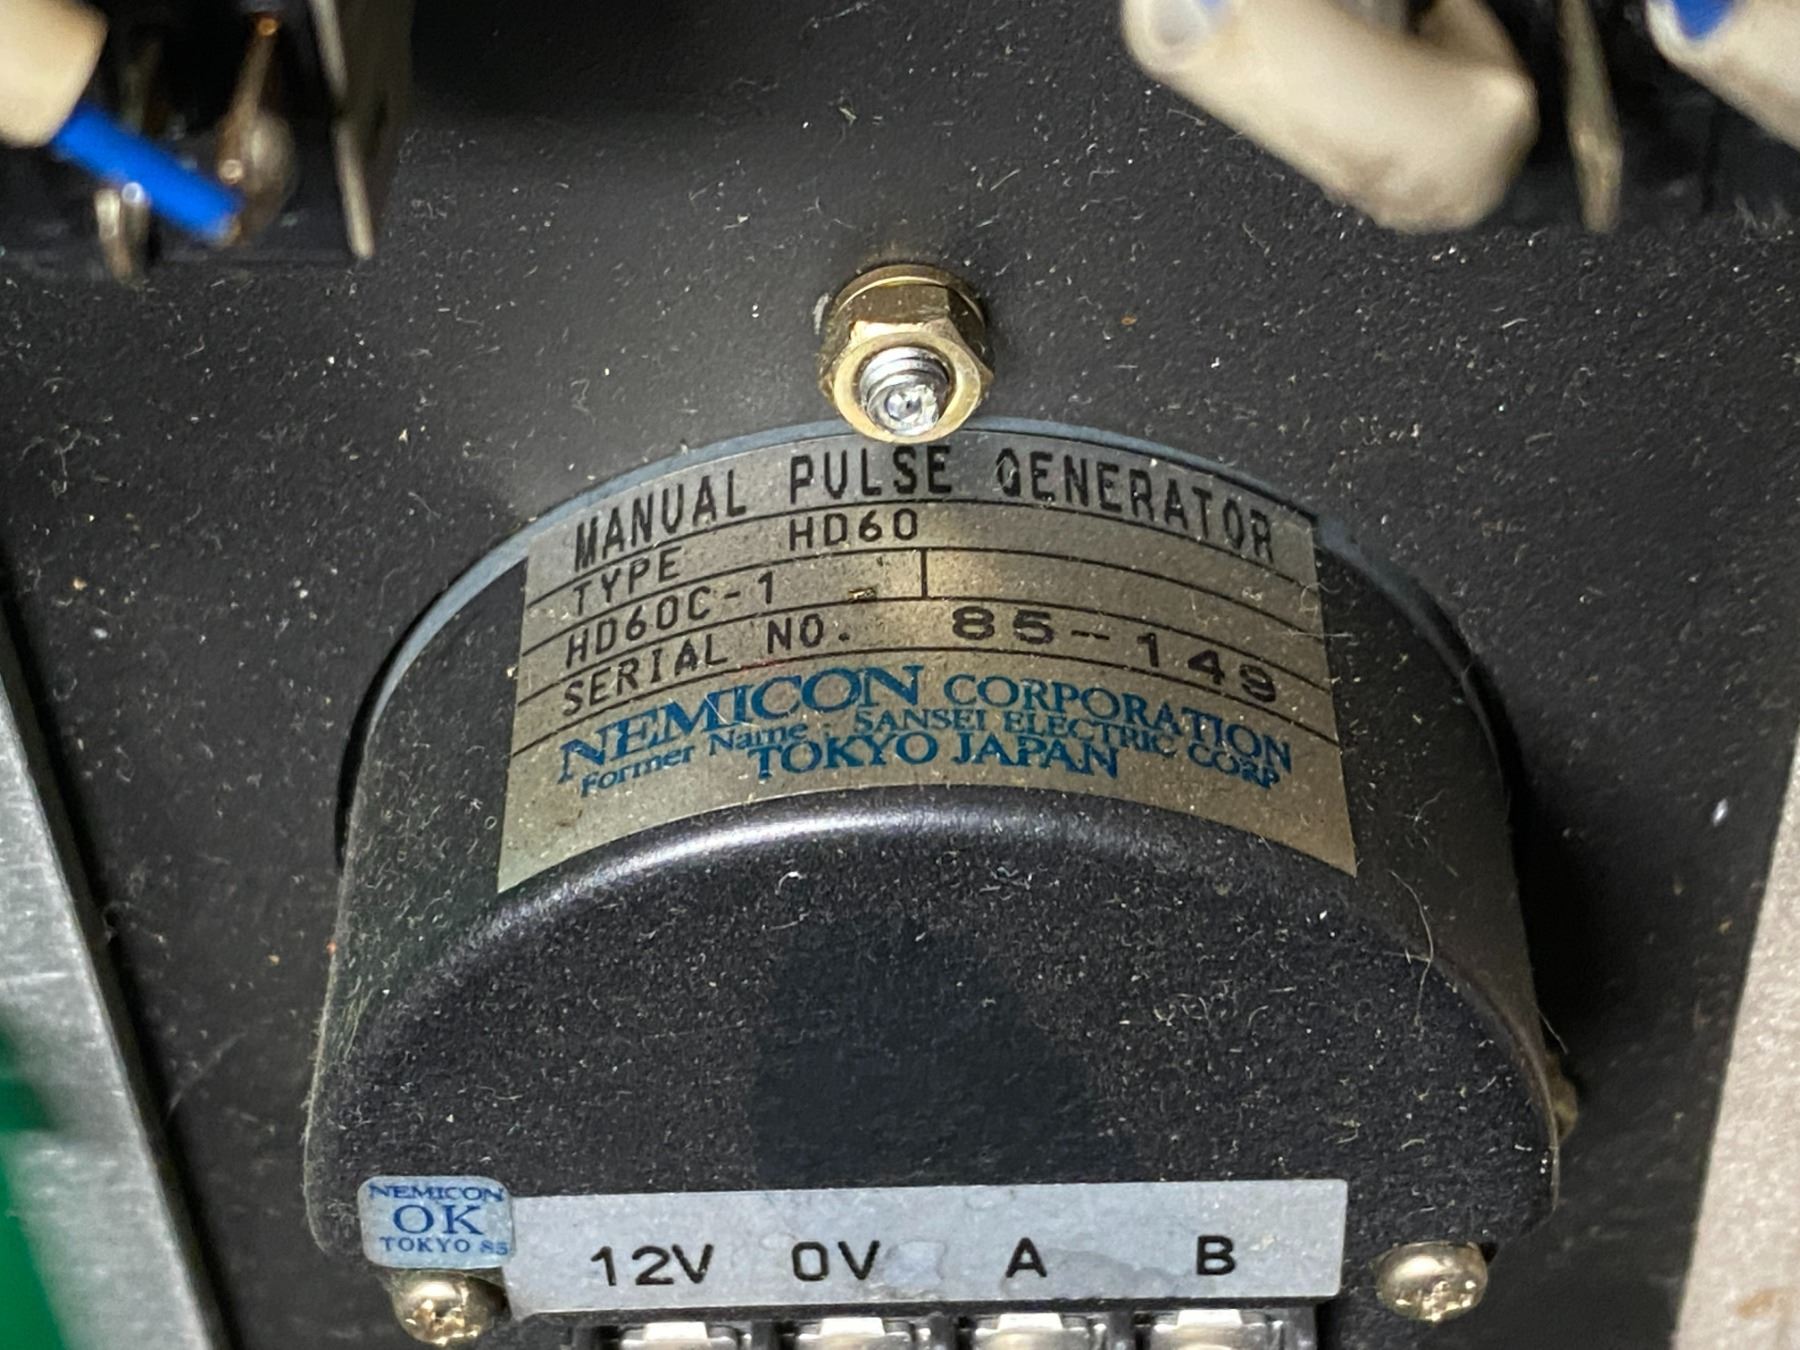 MANUAL PULSE GENERATOR
TYPE HD60
HD60C-1
SERIAL NO. 85-149
NEMICON CORPORATION
Former Name. SANSEI ELECTRIC CORP
TOKYO JAPAN
NEMICON
OK
TOKYO 85
12V 0V A B